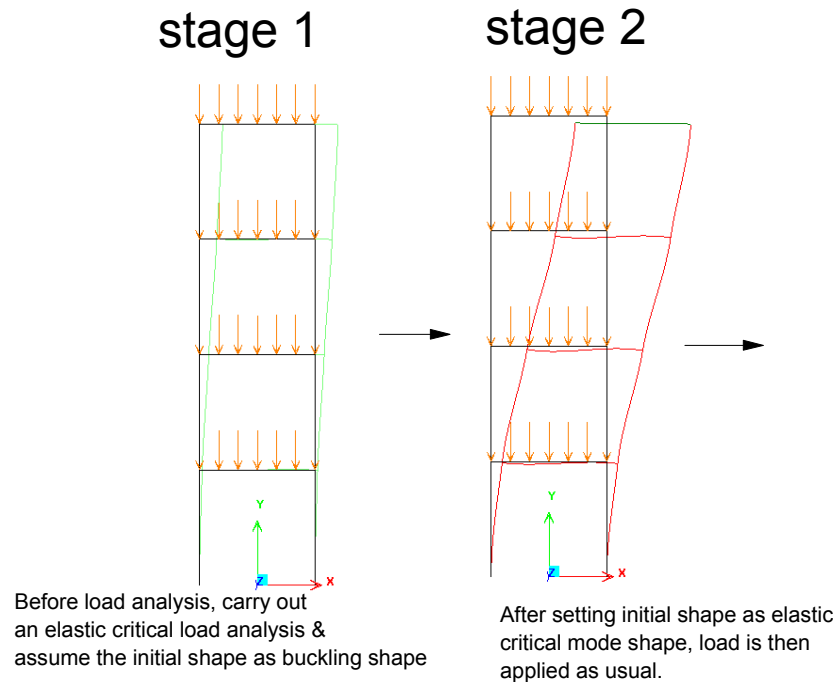 stage 1
stage 2
Y
Z
X
Y
Z
X
Before load analysis, carry out
an elastic critical load analysis &
assume the initial shape as buckling shape
After setting initial shape as elastic
critical mode shape, load is then
applied as usual.